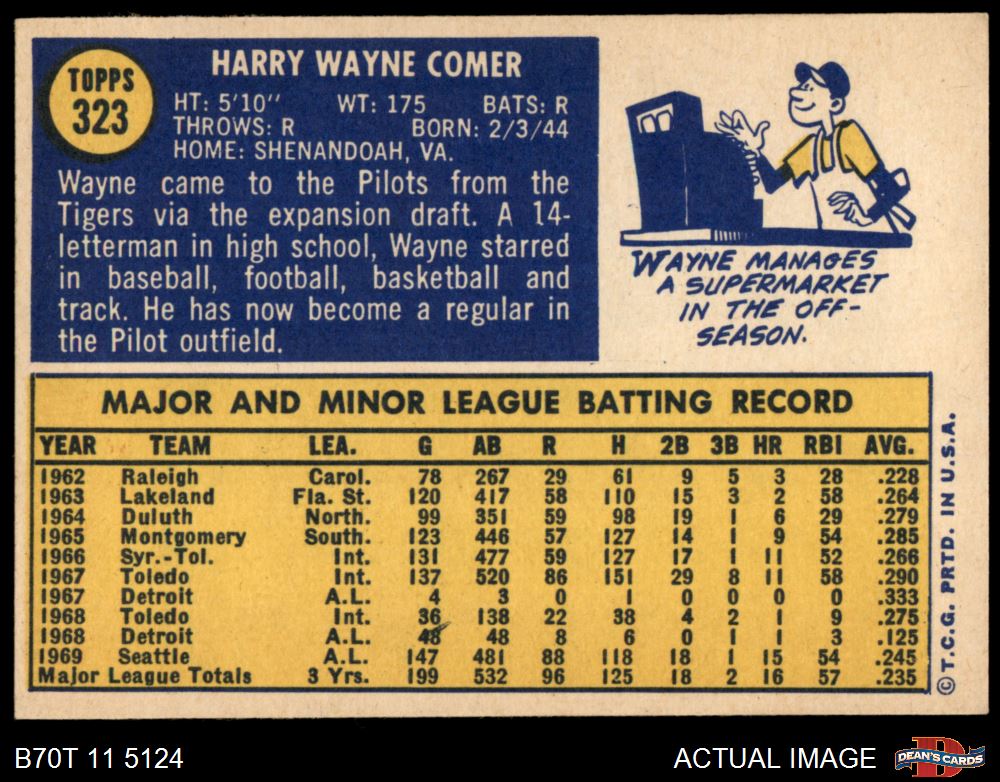 TOPPS
323
HARRY WAYNE COMER
HT: 5'10" WT: 175 BATS: R
THROWS: R BORN: 2/3/44
HOME: SHENANDOAH, VA.
Wayne came to the Pilots from the
Tigers via the expansion draft. A 14-
letterman in high school, Wayne starred
in baseball, football, basketball and
track. He has now become a regular in
the Pilot outfield.
WAYNE MANAGES
A SUPERMARKET
IN THE OFF-
SEASON.
MAJOR AND MINOR LEAGUE BATTING RECORD
YEAR TEAM LEA. G AB R H 2B 3B HR RBI AVG.
1962 Raleigh Carol. 78 267 29 61 9 5 3 28 .228
1963 Lakeland Fla. St. 120 417 58 110 15 3 2 58 .264
1964 Duluth North. 99 351 59 98 19 1 6 29 .279
1965 Montgomery South. 123 446 57 127 14 1 9 54 .285
1966 Syr.-Tol. Int. 131 477 59 127 17 1 11 52 .266
1967 Toledo Int. 137 520 86 151 29 8 11 58 .290
1967 Detroit A.L. 4 3 0 1 0 0 0 0 .333
1968 Toledo Int. 36 138 22 38 4 2 1 9 .275
1968 Detroit A.L. 48 48 8 6 0 1 1 3 .125
1969 Seattle A.L. 147 481 88 118 18 1 15 54 .245
Major League Totals 3 Yrs. 199 532 96 125 18 2 16 57 .235
© T.C.G. PRTD. IN U.S.A.
B70T 11 5124
ACTUAL IMAGE
D
DEAN'S CARDS